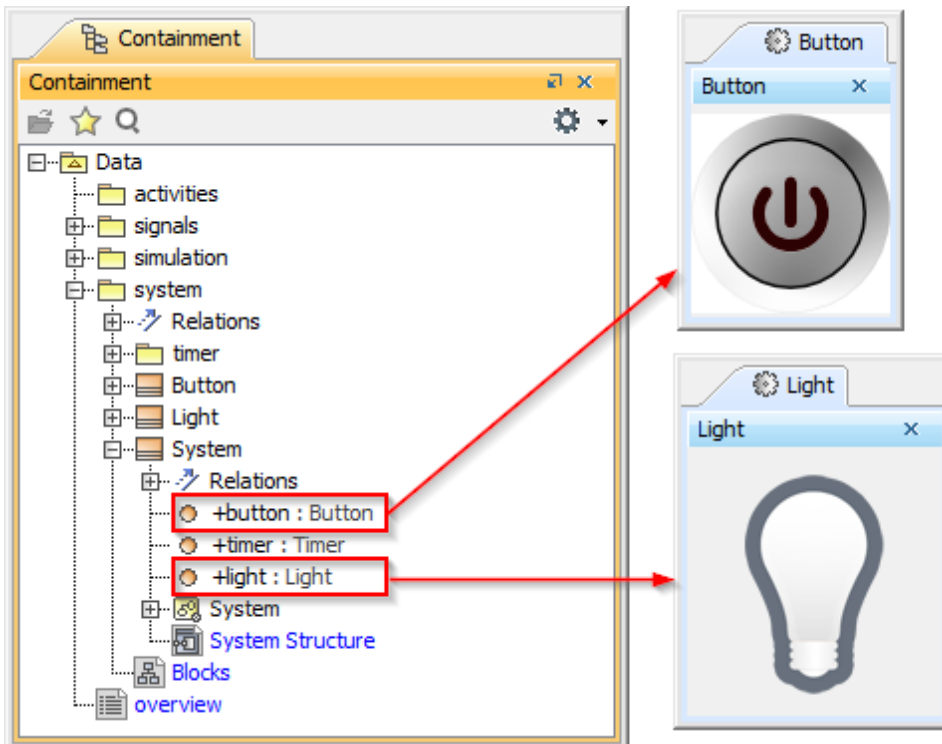 Containment
Containment
Data
activities
signals
simulation
system
Relations
timer
Button
Light
System
Relations
+button : Button
+timer : Timer
+light : Light
System
System Structure
Blocks
overview
Button
Button
Light
Light